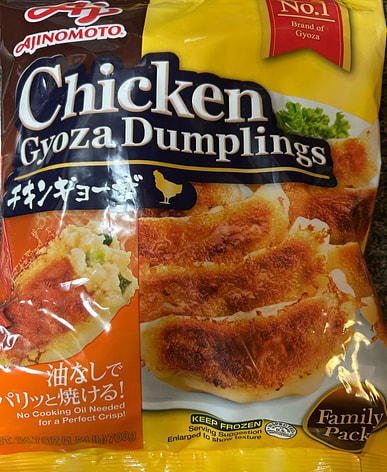 No.1
Brand of
Gyoza
AJINOMOTO
Chicken
Gyoza Dumplings
チキンギョーザ
油なしで
パリッと焼ける!
No Cooking Oil Needed
for a Perfect Crisp!
KEEP FROZEN
Serving Suggestion
Enlarged to show texture
Family
Pack